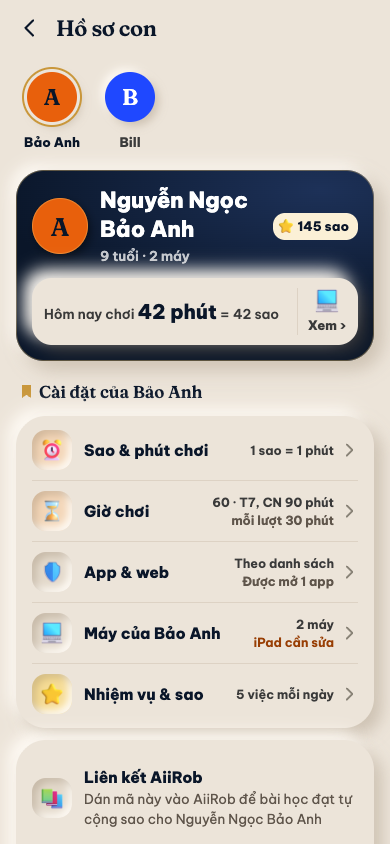 Hồ sơ con
A
B
Bảo Anh
Bill
A
Nguyễn Ngọc
Bảo Anh
9 tuổi · 2 máy
145 sao
Hôm nay chơi 42 phút = 42 sao
Xem ›
Cài đặt của Bảo Anh
Sao & phút chơi
1 sao = 1 phút
Giờ chơi
60 · T7, CN 90 phút
mỗi lượt 30 phút
App & web
Theo danh sách
Được mở 1 app
Máy của Bảo Anh
2 máy
iPad cần sửa
Nhiệm vụ & sao
5 việc mỗi ngày
Liên kết AiiRob
Dán mã này vào AiiRob để bài học đạt tự
cộng sao cho Nguyễn Ngọc Bảo Anh